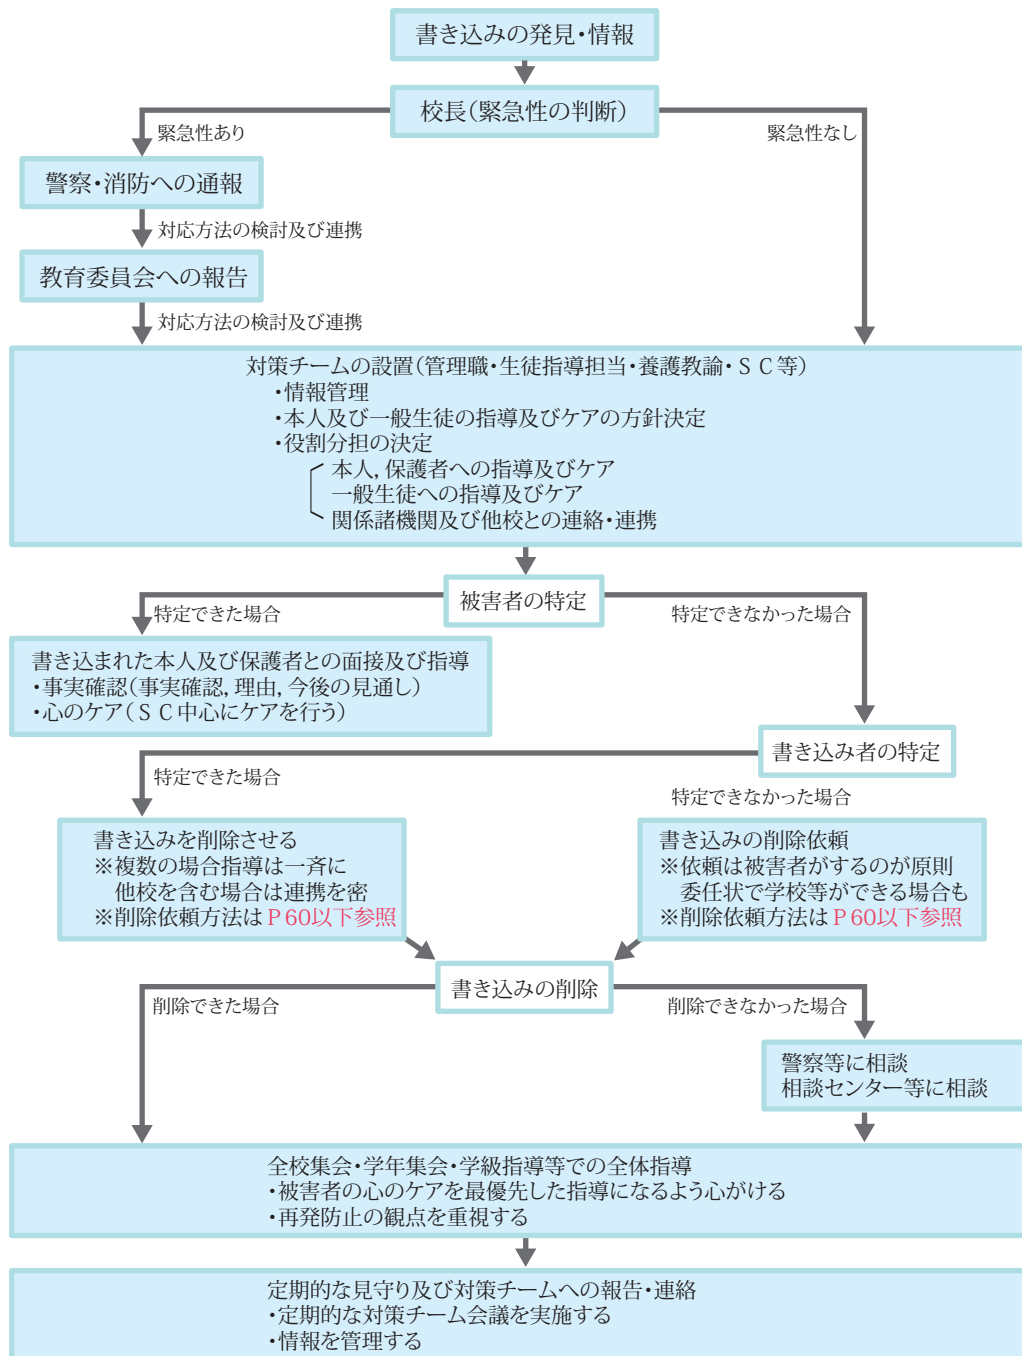 書き込みの発見・情報
校長(緊急性の判断)
緊急性あり
緊急性なし
警察・消防への通報
対応方法の検討及び連携
教育委員会への報告
対応方法の検討及び連携
対策チームの設置(管理職・生徒指導担当・養護教諭・SC等)
・情報管理
・本人及び一般生徒の指導及びケアの方針決定
・役割分担の決定
本人,保護者への指導及びケア
一般生徒への指導及びケア
関係諸機関及び他校との連絡・連携
被害者の特定
特定できた場合
特定できなかった場合
書き込まれた本人及び保護者との面接及び指導
・事実確認(事実確認,理由,今後の見通し)
・心のケア(SC中心にケアを行う)
書き込み者の特定
特定できた場合
特定できなかった場合
書き込みを削除させる
※複数の場合指導は一斉に
他校を含む場合は連携を密
※削除依頼方法はP60以下参照
書き込みの削除依頼
※依頼は被害者がするのが原則
委任状で学校等ができる場合も
※削除依頼方法はP60以下参照
書き込みの削除
削除できた場合
削除できなかった場合
警察等に相談
相談センター等に相談
全校集会・学年集会・学級指導等での全体指導
・被害者の心のケアを最優先した指導になるよう心がける
・再発防止の観点を重視する
定期的な見守り及び対策チームへの報告・連絡
・定期的な対策チーム会議を実施する
・情報を管理する